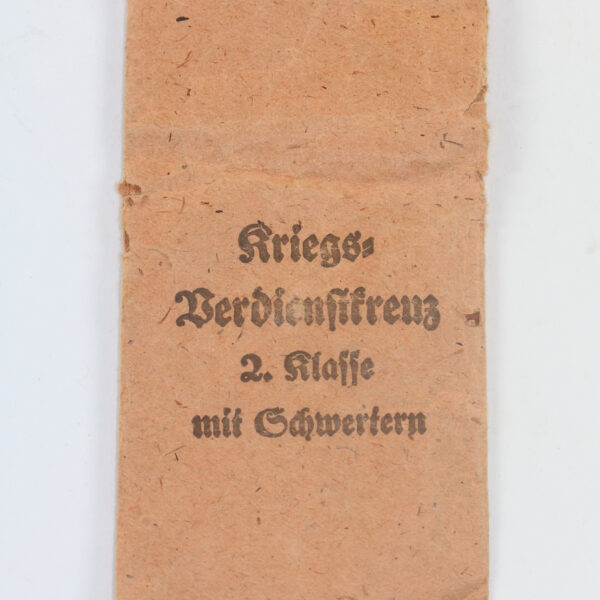 Kriegs-
Verdienstkreuz
2. Klasse
mit Schwertern